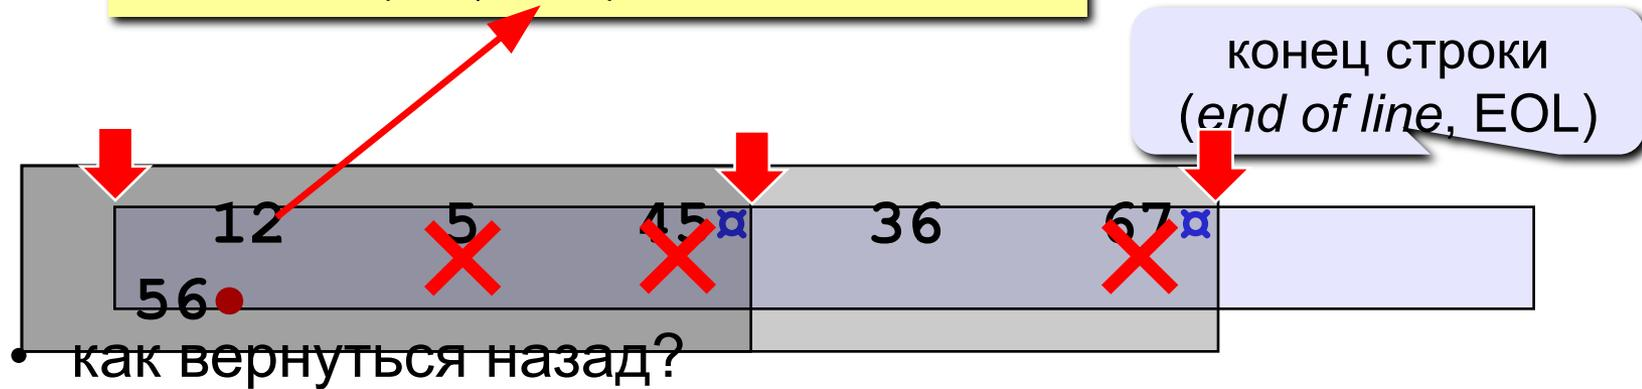 конец строки
(end of line, EOL)
12 5 45¤ 36 67¤
56●
• как вернуться назад?